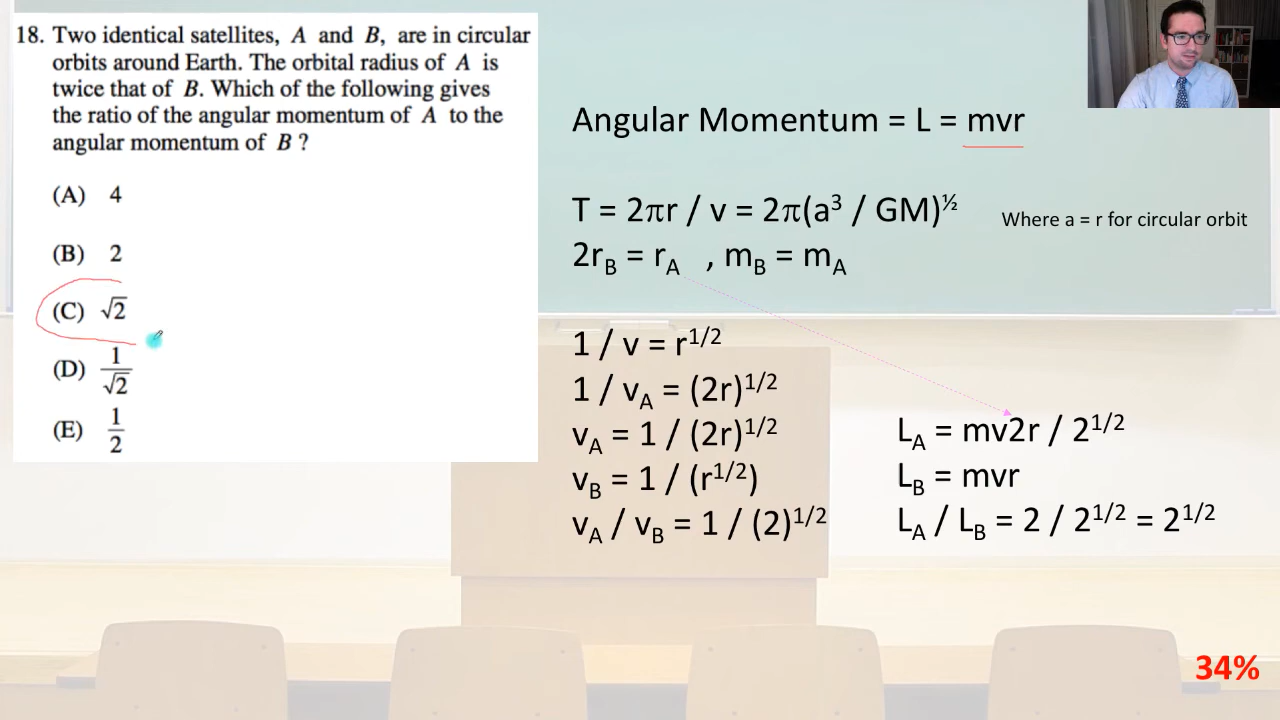 18. Two identical satellites, A and B, are in circular
orbits around Earth. The orbital radius of A is
twice that of B. Which of the following gives
the ratio of the angular momentum of A to the
angular momentum of B ?
(A) 4
(B) 2
(C) √2
(D) 1/√2
(E) 1/2
Angular Momentum = L = mvr
T = 2πr / v = 2π(a³ / GM)^½
Where a = r for circular orbit
2r_B = r_A , m_B = m_A
1 / v = r^1/2
1 / v_A = (2r)^1/2
v_A = 1 / (2r)^1/2
v_B = 1 / (r^1/2)
v_A / v_B = 1 / (2)^1/2
L_A = mv2r / 2^1/2
L_B = mvr
L_A / L_B = 2 / 2^1/2 = 2^1/2
34%